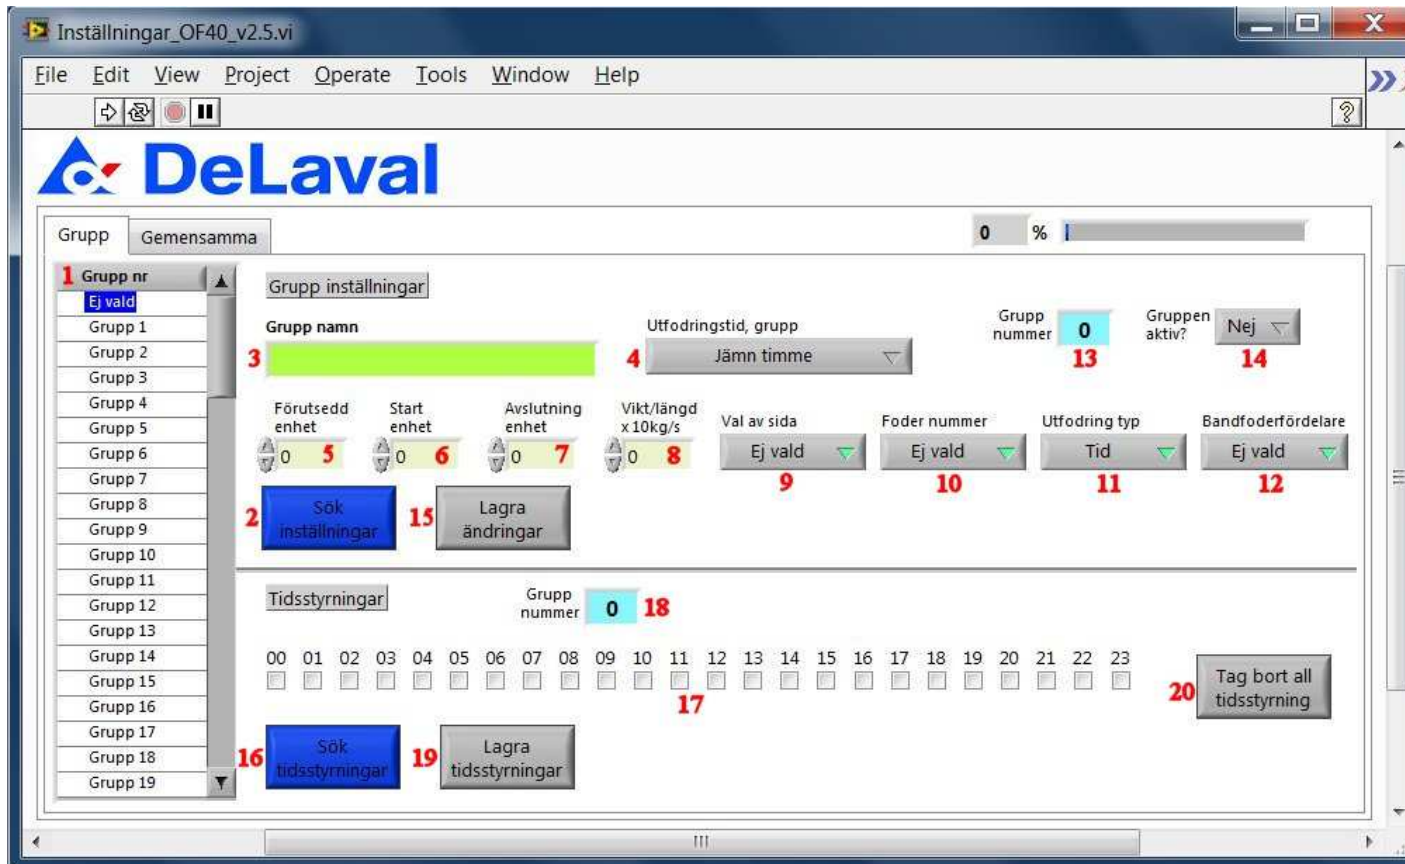 Inställningar_OF40_v2.5.vi
File Edit View Project Operate Tools Window Help
DeLaval
Grupp Gemensamma
0 %
1 Grupp nr
Ej vald
Grupp 1
Grupp 2
Grupp 3
Grupp 4
Grupp 5
Grupp 6
Grupp 7
Grupp 8
Grupp 9
Grupp 10
Grupp 11
Grupp 12
Grupp 13
Grupp 14
Grupp 15
Grupp 16
Grupp 17
Grupp 18
Grupp 19
Grupp inställningar
Grupp namn
3
Utfodringstid, grupp
4 Jämn timme
Grupp
nummer 0
13
Gruppen
aktiv? Nej
14
Förutsedd
enhet
0 5
Start
enhet
0 6
Avslutning
enhet
0 7
Vikt/längd
x 10kg/s
0 8
Val av sida
Ej vald
9
Foder nummer
Ej vald
10
Utfodring typ
Tid
11
Bandfoderfördelare
Ej vald
12
2 Sök
inställningar
15 Lagra
ändringar
Tidsstyrningar
Grupp
nummer 0 18
00 01 02 03 04 05 06 07 08 09 10 11 12 13 14 15 16 17 18 19 20 21 22 23
17
20 Tag bort all
tidsstyrning
16 Sök
tidsstyrningar
19 Lagra
tidsstyrningar